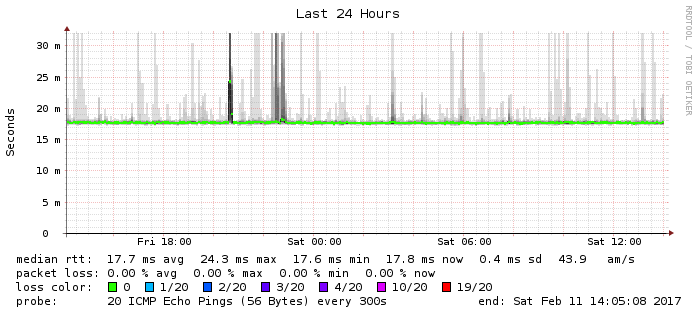 Last 24 Hours
RRDTOOL / TOBI OETIKER
Seconds
30 m
25 m
20 m
15 m
10 m
5 m
0
Fri 18:00 Sat 00:00 Sat 06:00 Sat 12:00
median rtt: 17.7 ms avg 24.3 ms max 17.6 ms min 17.8 ms now 0.4 ms sd 43.9 am/s
packet loss: 0.00 % avg 0.00 % max 0.00 % min 0.00 % now
loss color: 0 1/20 2/20 3/20 4/20 10/20 19/20
probe: 20 ICMP Echo Pings (56 Bytes) every 300s end: Sat Feb 11 14:05:08 2017